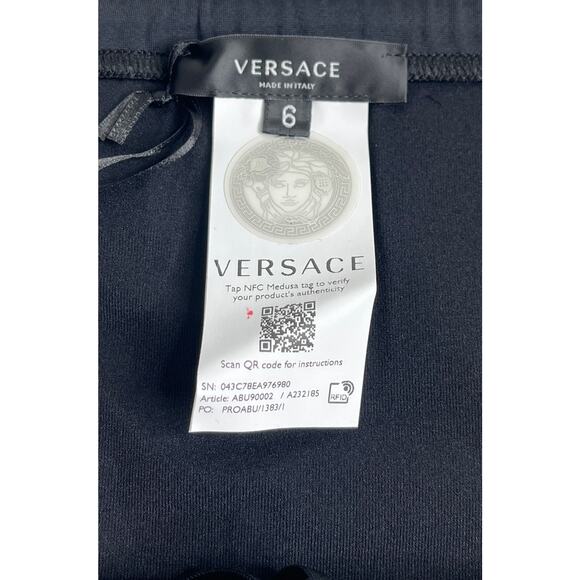 VERSACE
MADE IN ITALY
6
VERSACE
Tap NFC Medusa tag to verify
your product's authenticity
Scan QR code for instructions
SN: 043C78EA976980
Article: ABU90002 / A232185
PO: PROABU/1383/1
RFID